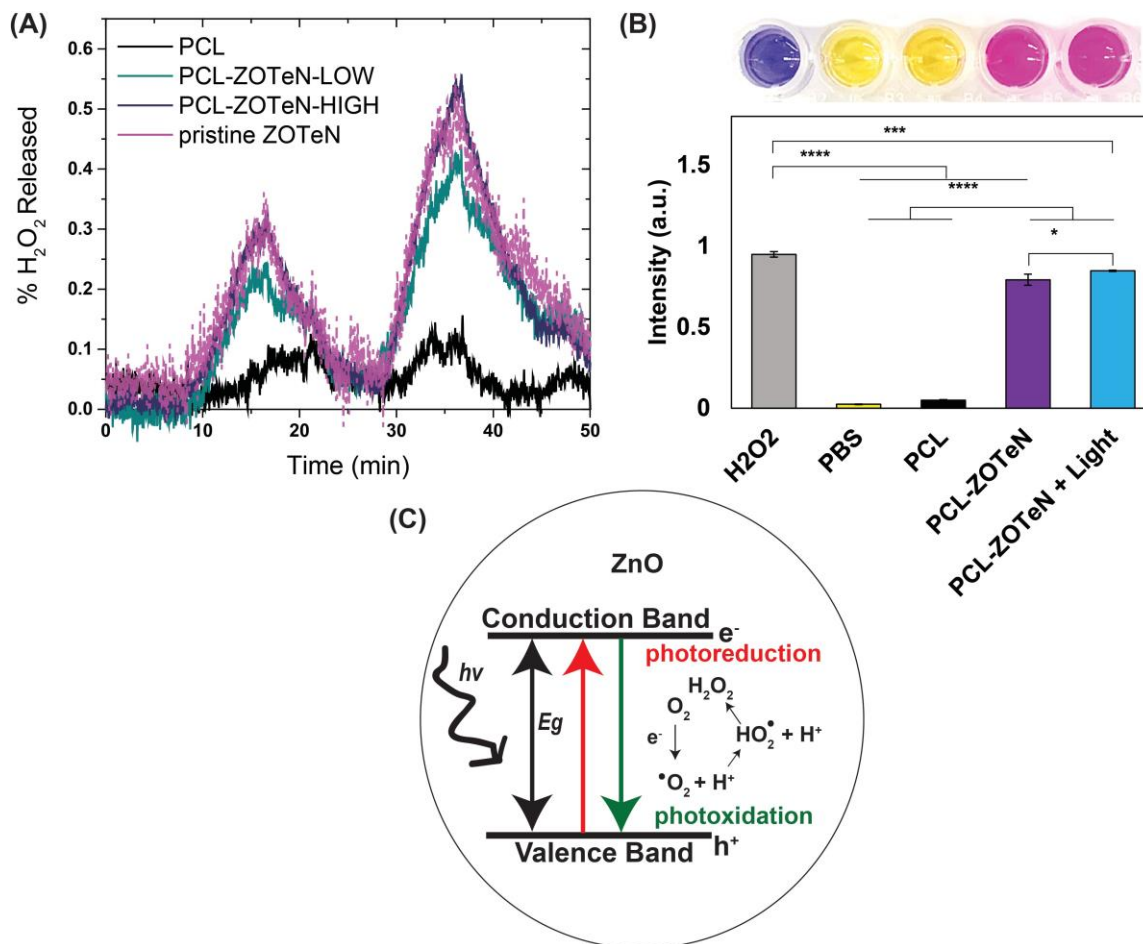 (A)
% H₂O₂ Released
0.6
0.5
0.4
0.3
0.2
0.1
0.0
PCL
PCL-ZOTeN-LOW
PCL-ZOTeN-HIGH
pristine ZOTeN
0 10 20 30 40 50
Time (min)
(B)
Intensity (a.u.)
1.5
1
0.5
0
***
****
****
*
H2O2
PBS
PCL
PCL-ZOTeN
PCL-ZOTeN + Light
(C)
ZnO
Conduction Band e⁻
photoreduction
hv
Eg
H₂O₂
O₂
e⁻
HO₂• + H⁺
•O₂ + H⁺
photoxidation
Valence Band h⁺